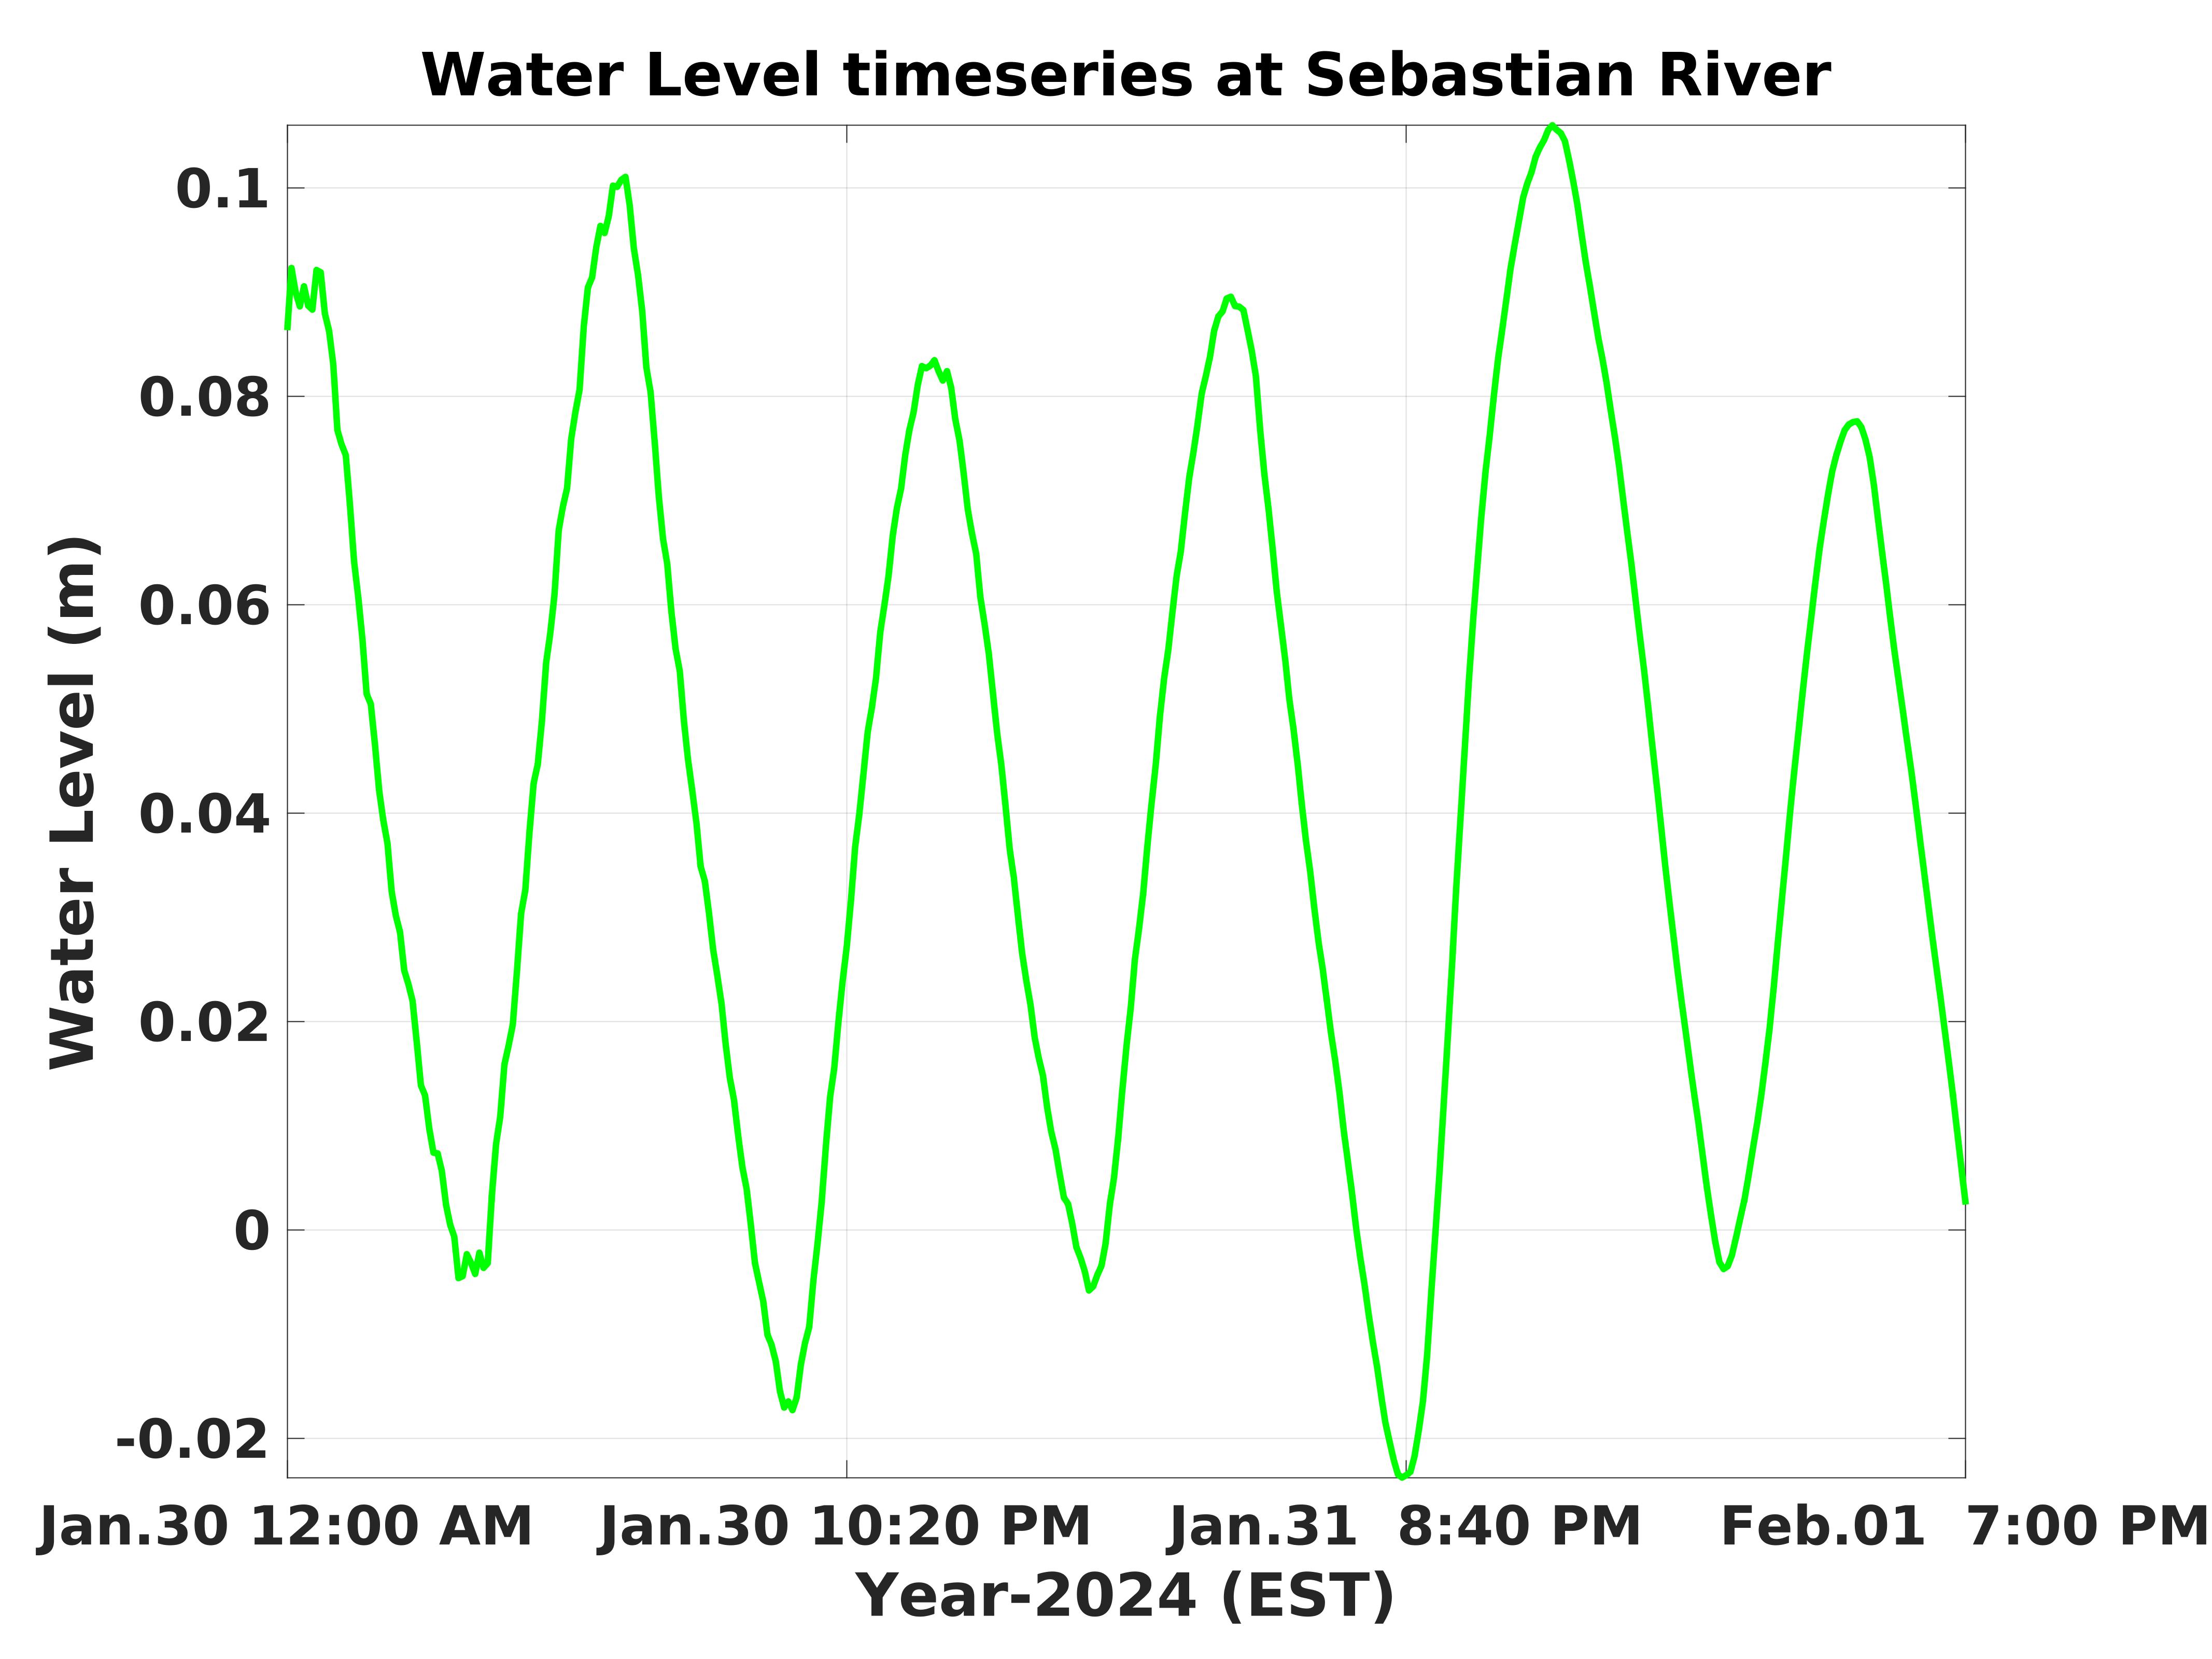 Water Level timeseries at Sebastian River
0.1
0.08
0.06
0.04
0.02
0
-0.02
Water Level (m)
Jan.30 12:00 AM Jan.30 10:20 PM Jan.31 8:40 PM Feb.01 7:00 PM
Year-2024 (EST)